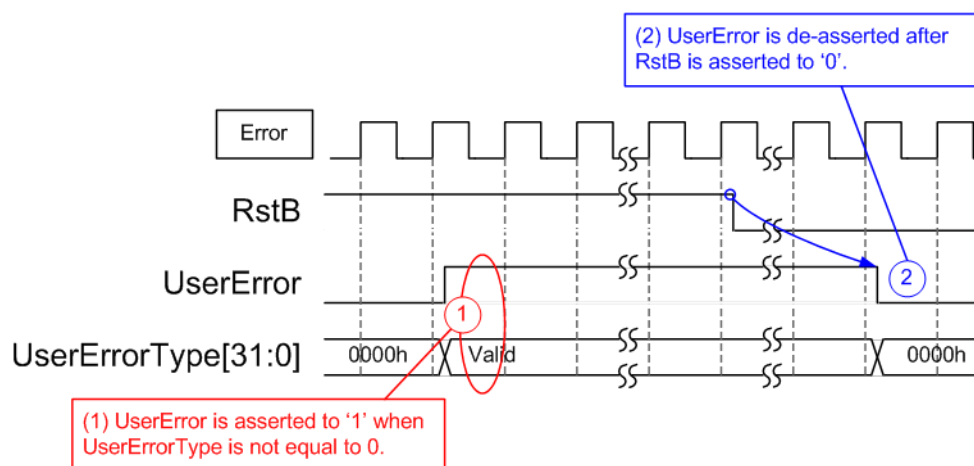 (2) UserError is de-asserted after
RstB is asserted to ‘0’.
Error
RstB
UserError
2
1
UserErrorType[31:0]
0000h
Valid
0000h
(1) UserError is asserted to ‘1’ when
UserErrorType is not equal to 0.